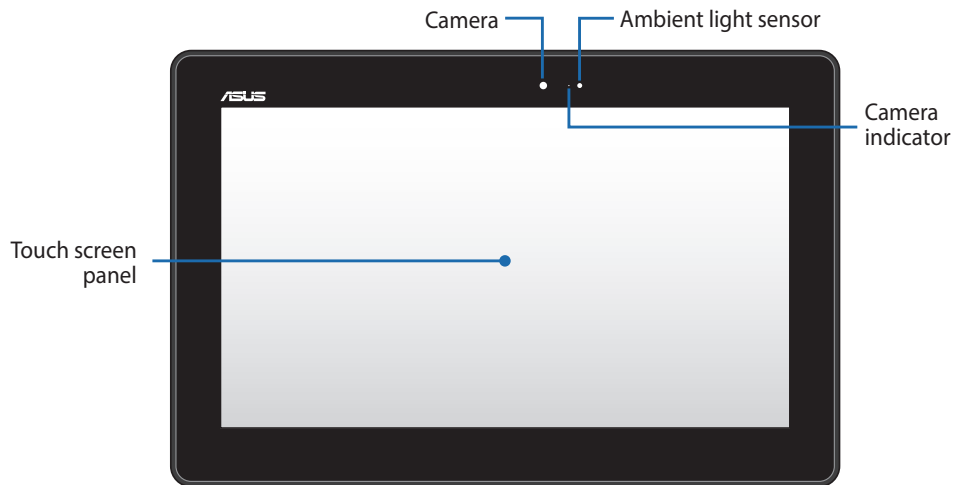 Camera
Ambient light sensor
ASUS
Camera
indicator
Touch screen
panel